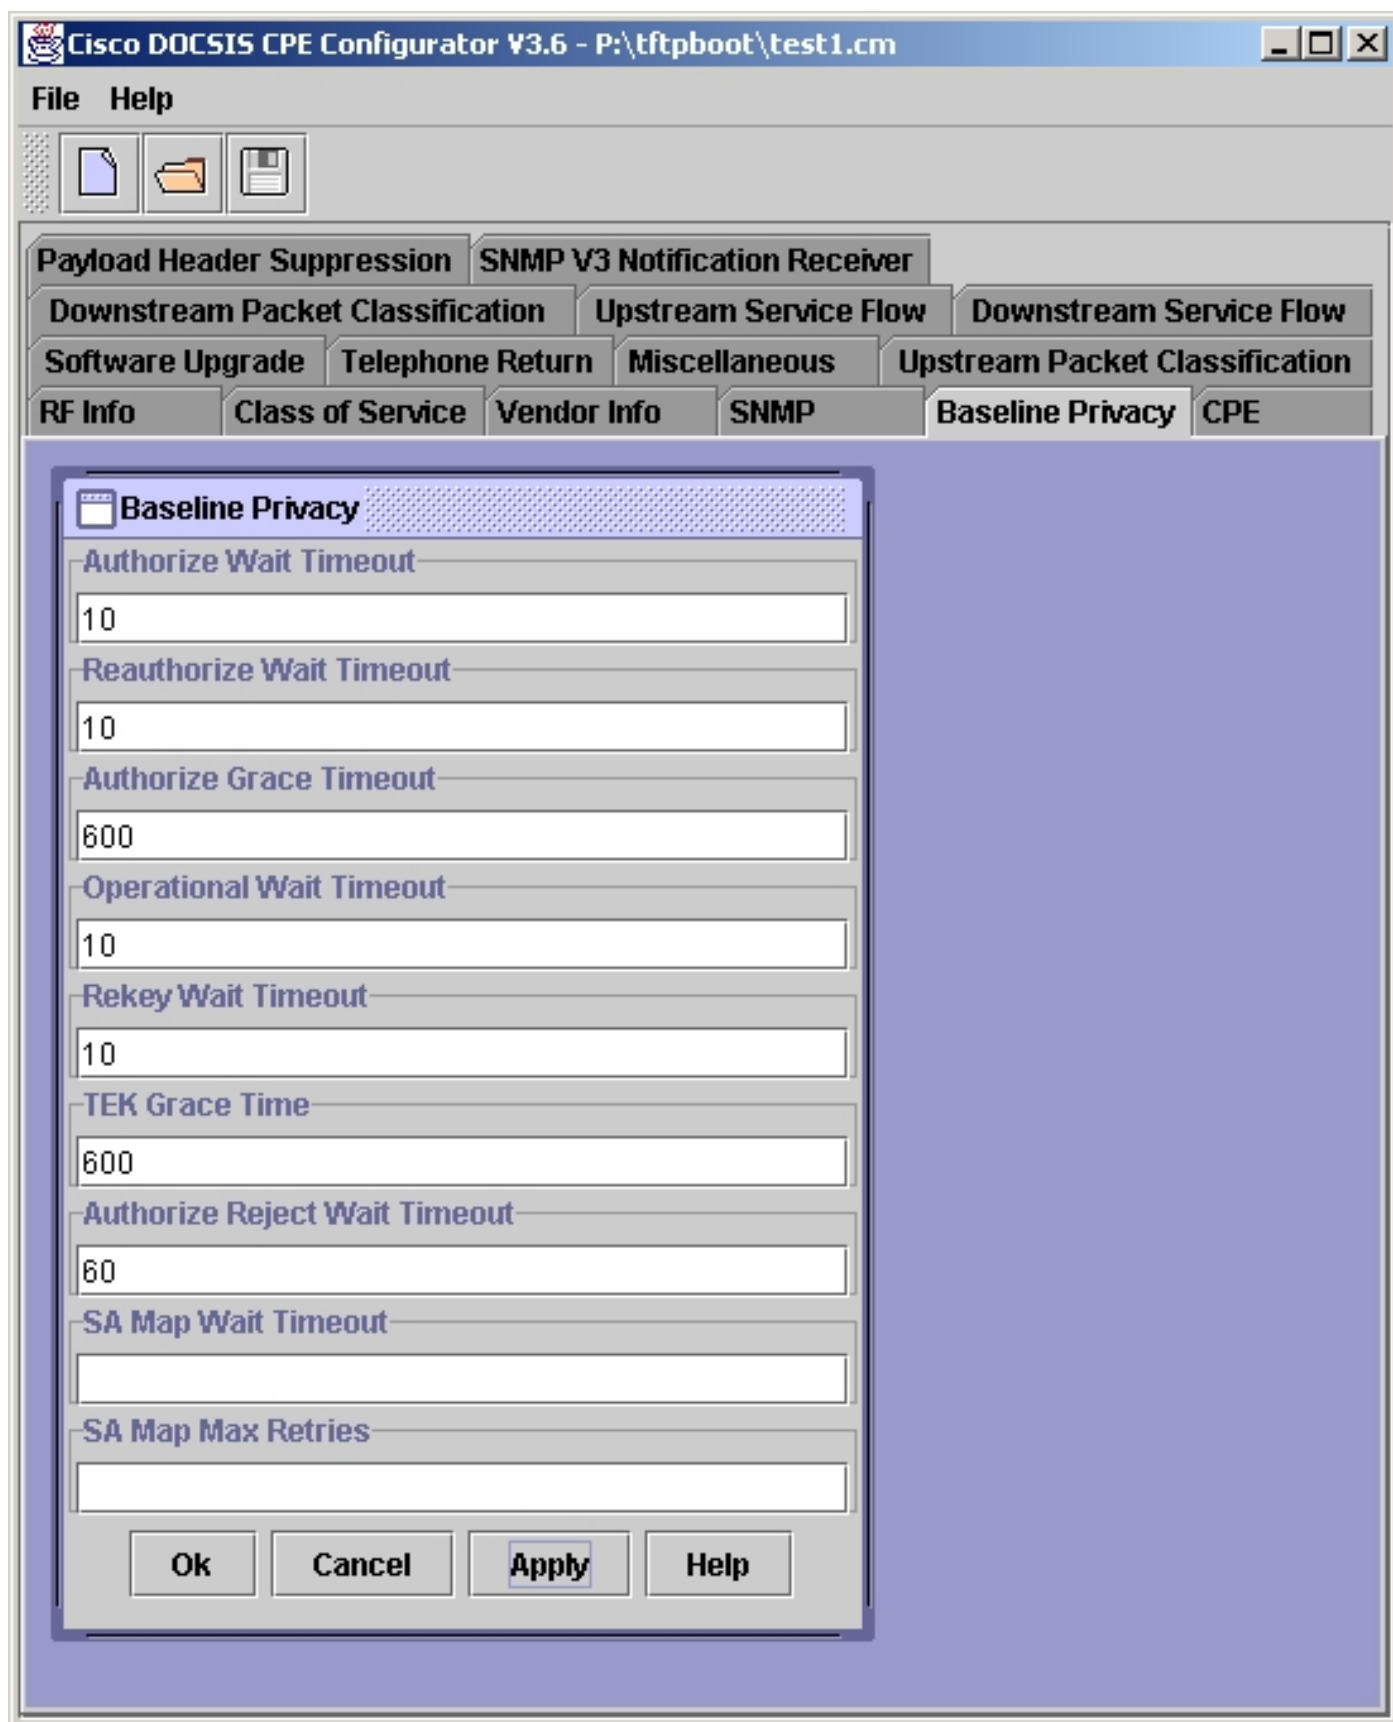 Cisco DOCSIS CPE Configurator V3.6 - P:\tftpboot\test1.cm
File Help
Payload Header Suppression SNMP V3 Notification Receiver
Downstream Packet Classification Upstream Service Flow Downstream Service Flow
Software Upgrade Telephone Return Miscellaneous Upstream Packet Classification
RF Info Class of Service Vendor Info SNMP Baseline Privacy CPE
Baseline Privacy
Authorize Wait Timeout
10
Reauthorize Wait Timeout
10
Authorize Grace Timeout
600
Operational Wait Timeout
10
Rekey Wait Timeout
10
TEK Grace Time
600
Authorize Reject Wait Timeout
60
SA Map Wait Timeout
SA Map Max Retries
Ok Cancel Apply Help